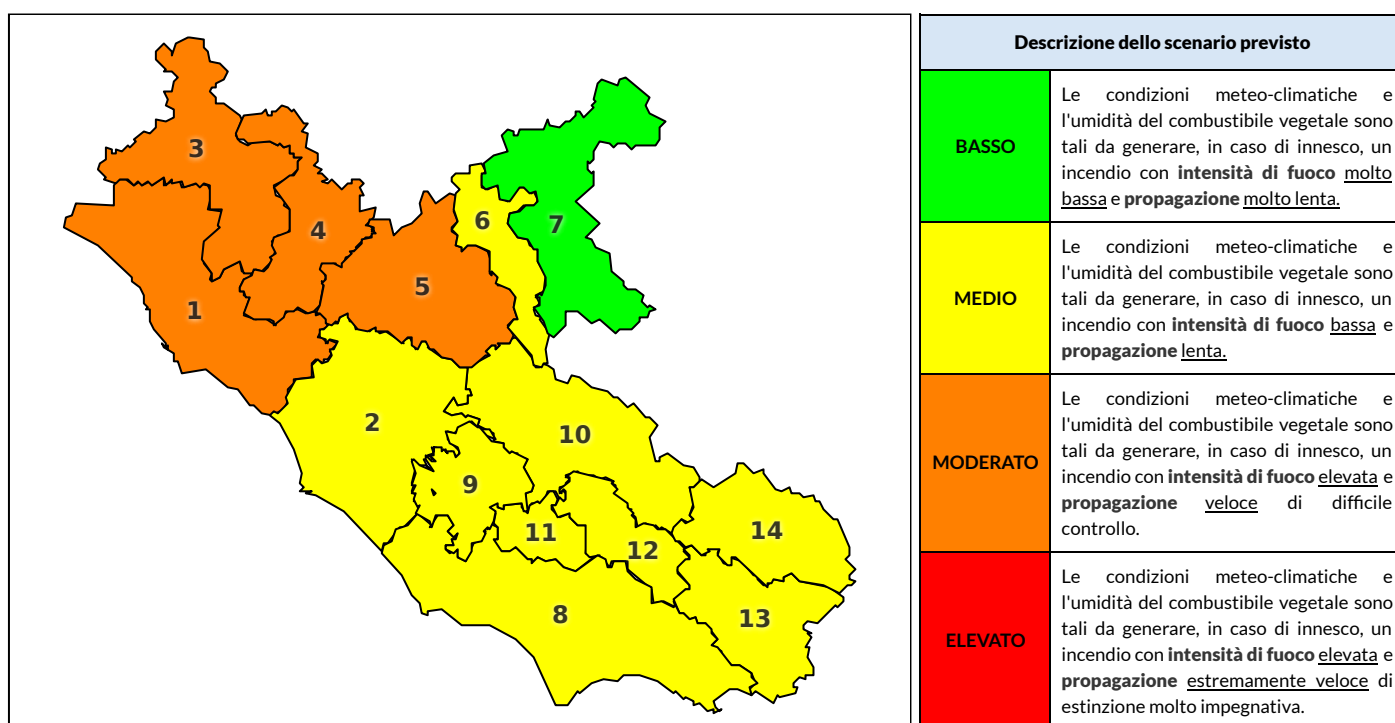 3
4
6
7
5
1
2
10
9
11
12
14
8
13
Descrizione dello scenario previsto
BASSO
Le condizioni meteo-climatiche e
l'umidità del combustibile vegetale sono
tali da generare, in caso di innesco, un
incendio con intensità di fuoco molto
bassa e propagazione molto lenta.
MEDIO
Le condizioni meteo-climatiche e
l'umidità del combustibile vegetale sono
tali da generare, in caso di innesco, un
incendio con intensità di fuoco bassa e
propagazione lenta.
MODERATO
Le condizioni meteo-climatiche e
l'umidità del combustibile vegetale sono
tali da generare, in caso di innesco, un
incendio con intensità di fuoco elevata e
propagazione veloce di difficile
controllo.
ELEVATO
Le condizioni meteo-climatiche e
l'umidità del combustibile vegetale sono
tali da generare, in caso di innesco, un
incendio con intensità di fuoco elevata e
propagazione estremamente veloce di
estinzione molto impegnativa.